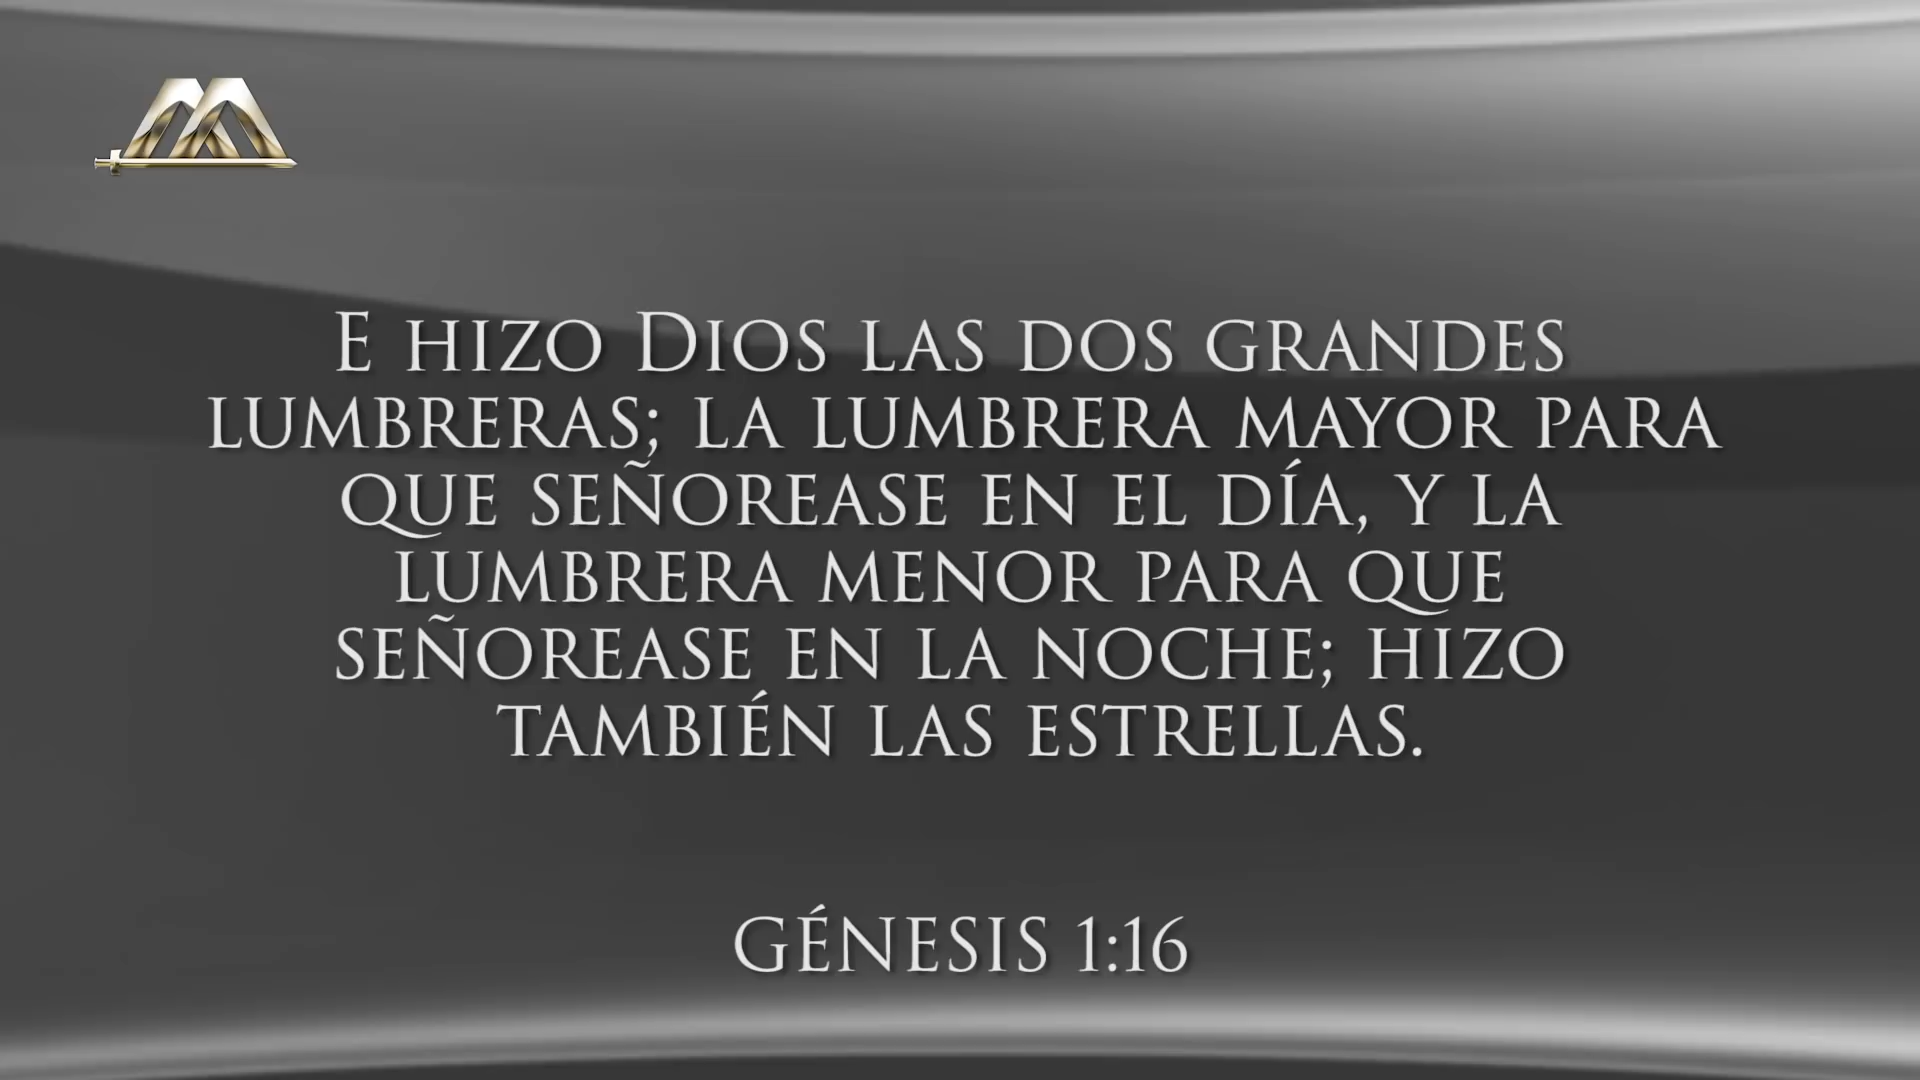 E HIZO DIOS LAS DOS GRANDES
LUMBRERAS; LA LUMBRERA MAYOR PARA
QUE SEÑOREASE EN EL DÍA, Y LA
LUMBRERA MENOR PARA QUE
SEÑOREASE EN LA NOCHE; HIZO
TAMBIÉN LAS ESTRELLAS.
GÉNESIS 1:16